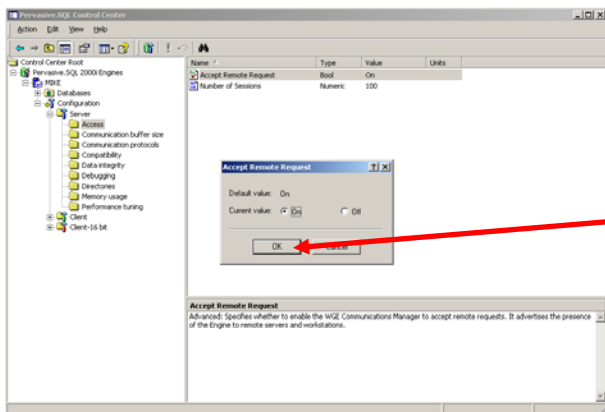 Pervasive.SQL Control Center
Action Edit View Help
Control Center Root
Pervasive.SQL 2000i Engines
MIKE
Databases
Configuration
Server
Access
Communication buffer size
Communication protocols
Compatibility
Data integrity
Debugging
Directories
Memory usage
Performance tuning
Client
Client-16 bit
Name Type Value Units
Accept Remote Request Bool On
Number of Sessions Numeric 100
Accept Remote Request
Default value: On
Current value: On Off
OK Cancel
Accept Remote Request
Advanced: Specifies whether to enable the WGE Communications Manager to accept remote requests. It advertises the presence
of the Engine to remote servers and workstations.